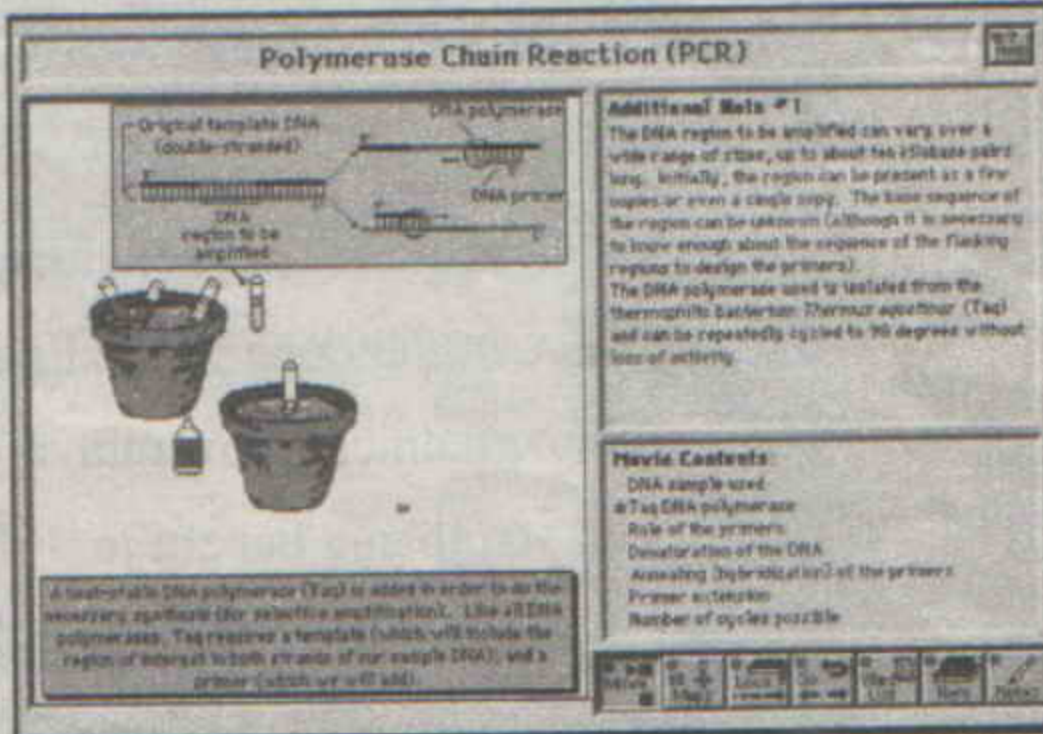 Polymerase Chain Reaction (PCR)
Original template DNA
(double-stranded)
DNA
region to be
amplified
DNA polymerase
DNA primer
A heat-stable DNA polymerase (Taq) is added in order to do the
necessary synthesis (for selective amplification). Like all DNA
polymerases, Taq requires a template (which will include the
region of interest in both strands of our sample DNA), and a
primer (which we will add).
Additional Note #1
The DNA region to be amplified can vary over a
wide range of sizes, up to about ten kilobase pairs
long. Initially, the region can be present as a few
copies or even a single copy. The base sequence of
the region can be unknown (although it is necessary
to know enough about the sequence of the flanking
regions to design the primers).
The DNA polymerase used is isolated from the
thermophilic bacterium Thermus aquaticus (Taq)
and can be repeatedly cycled to 98 degrees without
loss of activity.
Movie Contents:
DNA sample used
Taq DNA polymerase
Role of the primers
Denaturation of the DNA
Annealing (hybridization) of the primers
Primer extension
Number of cycles possible
Map
Go
List
Notes